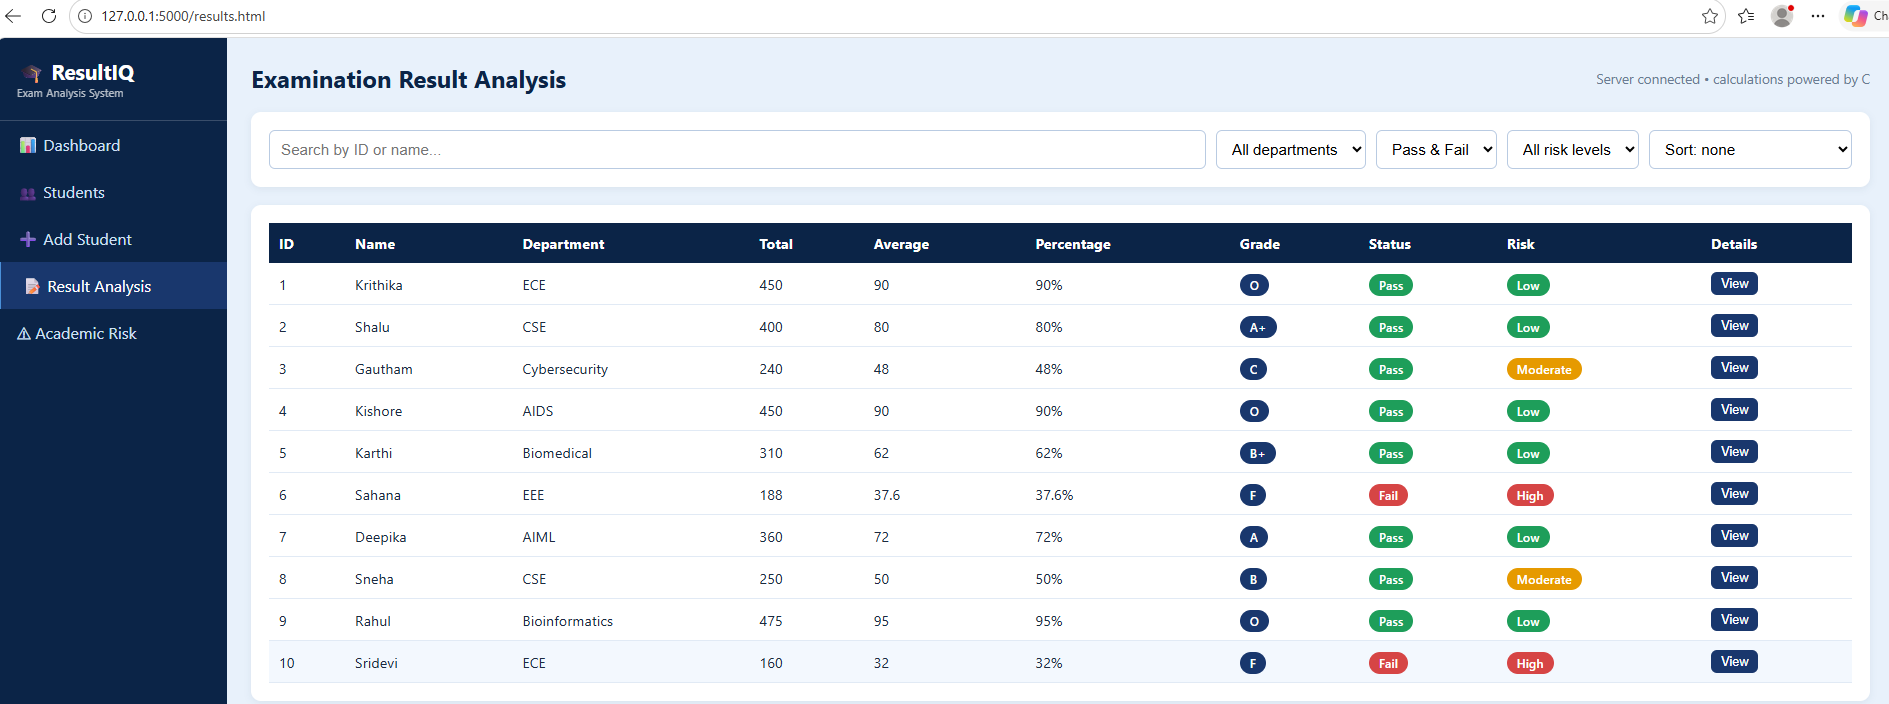 127.0.0.1:5000/results.html
Ch
ResultIQ
Exam Analysis System
Dashboard
Students
Add Student
Result Analysis
Academic Risk
Examination Result Analysis
Server connected • calculations powered by C
Search by ID or name...
All departments
Pass & Fail
All risk levels
Sort: none
ID Name Department Total Average Percentage Grade Status Risk Details
1 Krithika ECE 450 90 90% O Pass Low View
2 Shalu CSE 400 80 80% A+ Pass Low View
3 Gautham Cybersecurity 240 48 48% C Pass Moderate View
4 Kishore AIDS 450 90 90% O Pass Low View
5 Karthi Biomedical 310 62 62% B+ Pass Low View
6 Sahana EEE 188 37.6 37.6% F Fail High View
7 Deepika AIML 360 72 72% A Pass Low View
8 Sneha CSE 250 50 50% B Pass Moderate View
9 Rahul Bioinformatics 475 95 95% O Pass Low View
10 Sridevi ECE 160 32 32% F Fail High View